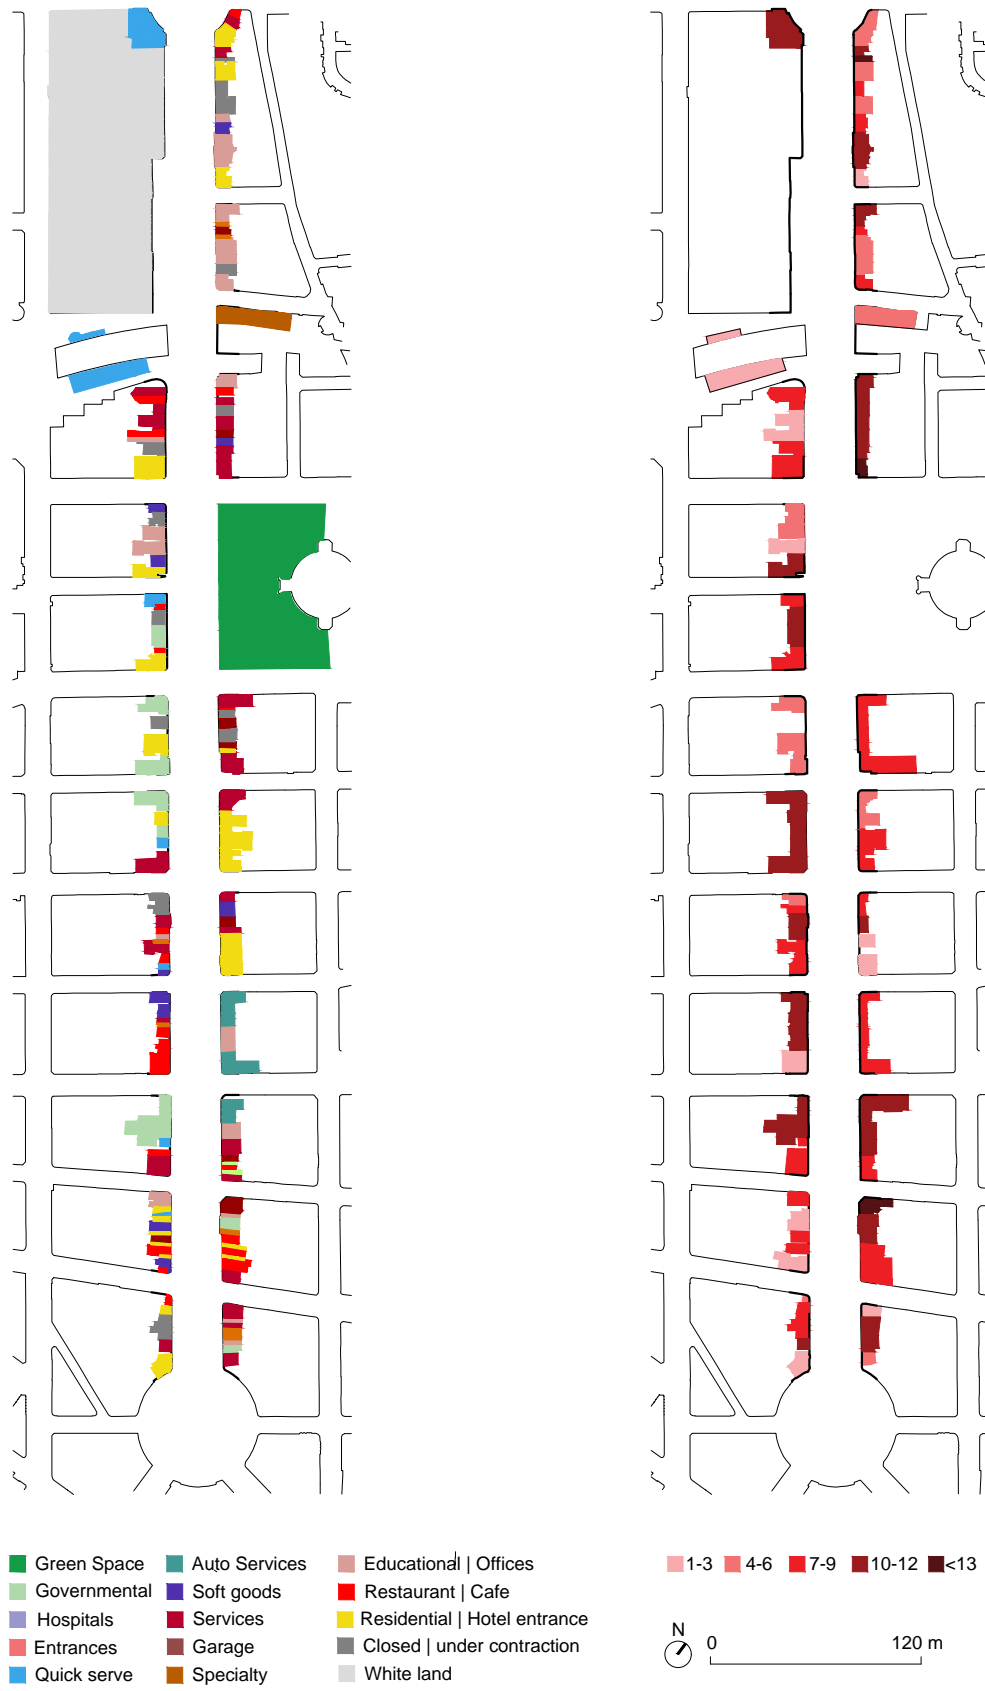 Green Space
Governmental
Hospitals
Entrances
Quick serve
Auto Services
Soft goods
Services
Garage
Specialty
Educational | Offices
Restaurant | Cafe
Residential | Hotel entrance
Closed | under contraction
White land
1-3 4-6 7-9 10-12 <13
N
0 120 m